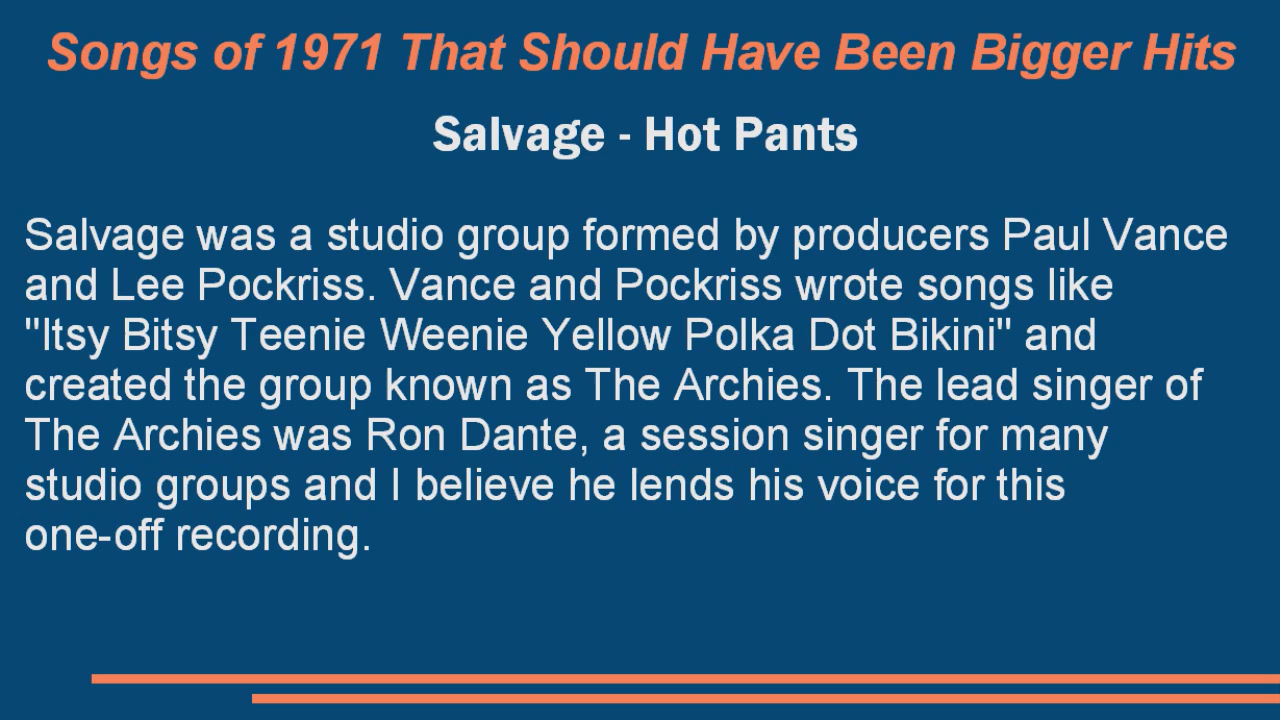 Songs of 1971 That Should Have Been Bigger Hits
Salvage - Hot Pants
Salvage was a studio group formed by producers Paul Vance
and Lee Pockriss. Vance and Pockriss wrote songs like
"Itsy Bitsy Teenie Weenie Yellow Polka Dot Bikini" and
created the group known as The Archies. The lead singer of
The Archies was Ron Dante, a session singer for many
studio groups and I believe he lends his voice for this
one-off recording.